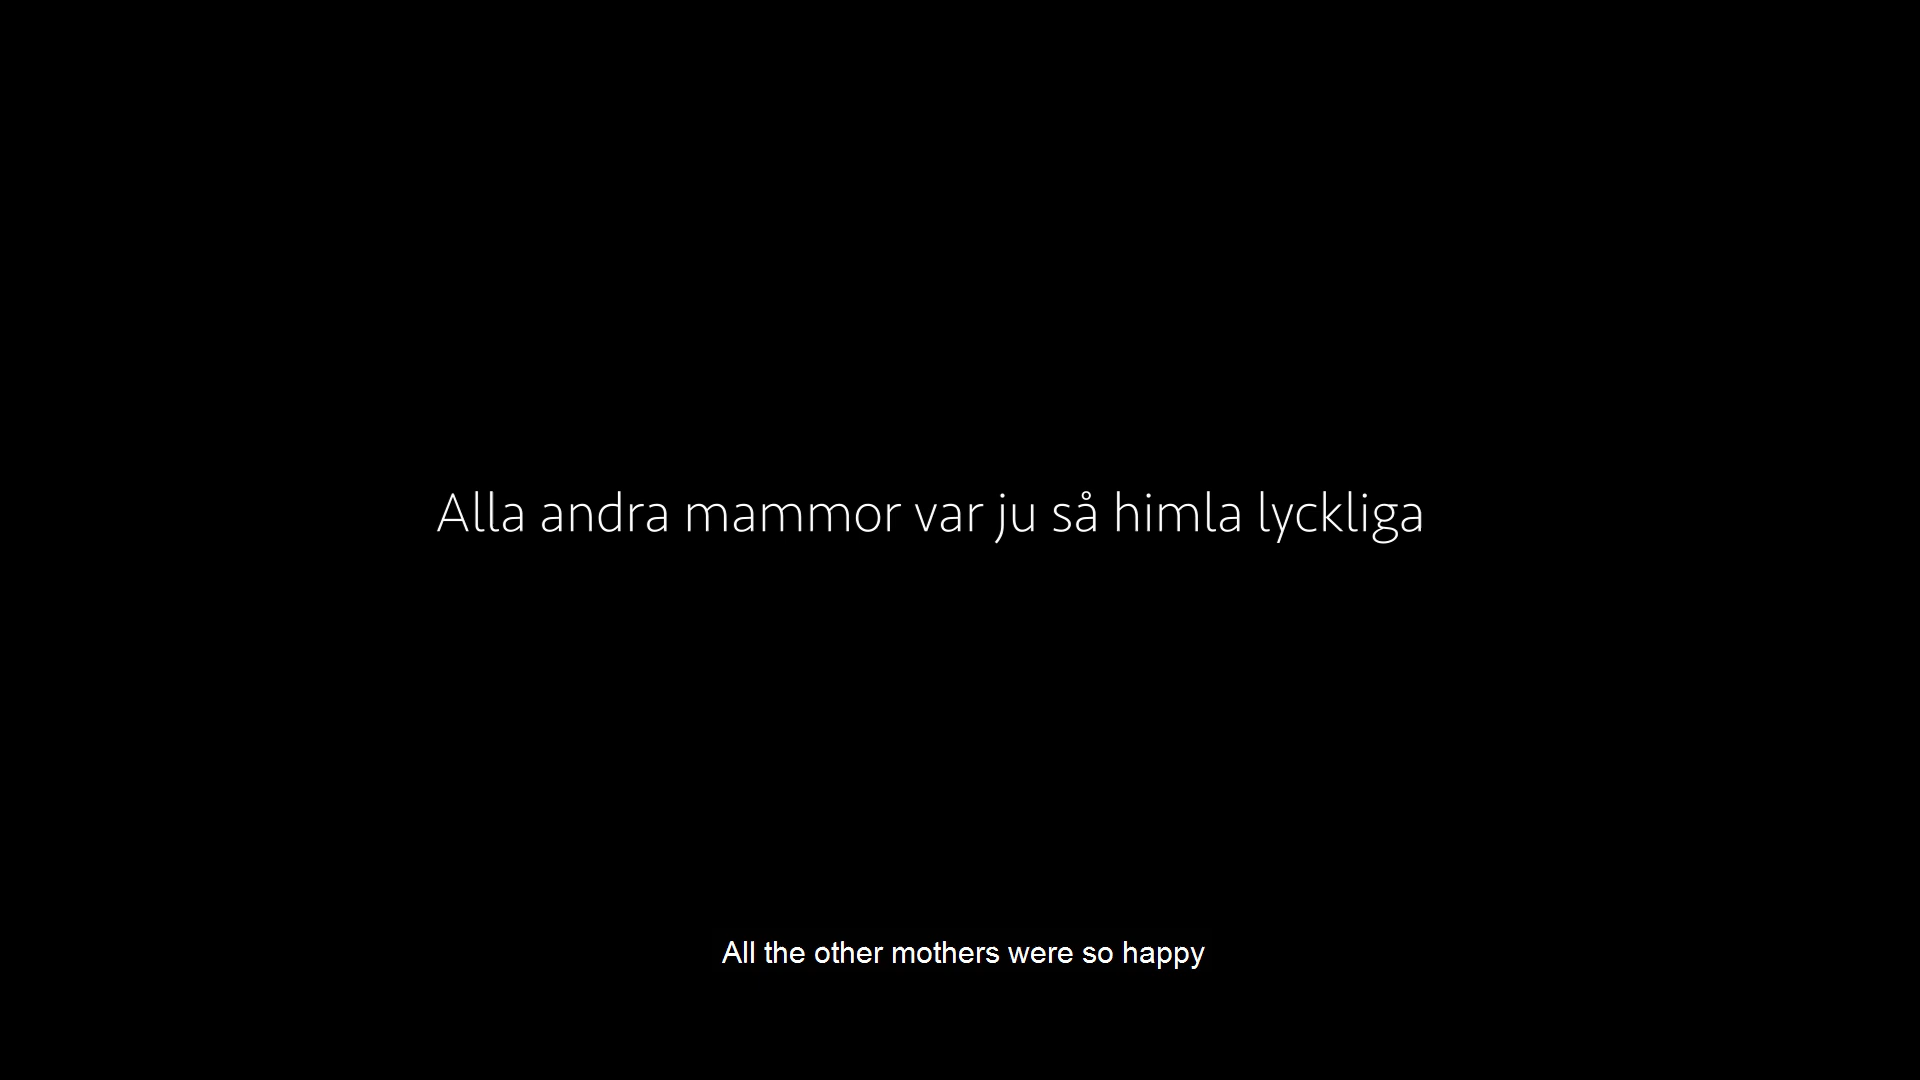 Alla andra mammor var ju så himla lyckliga
All the other mothers were so happy